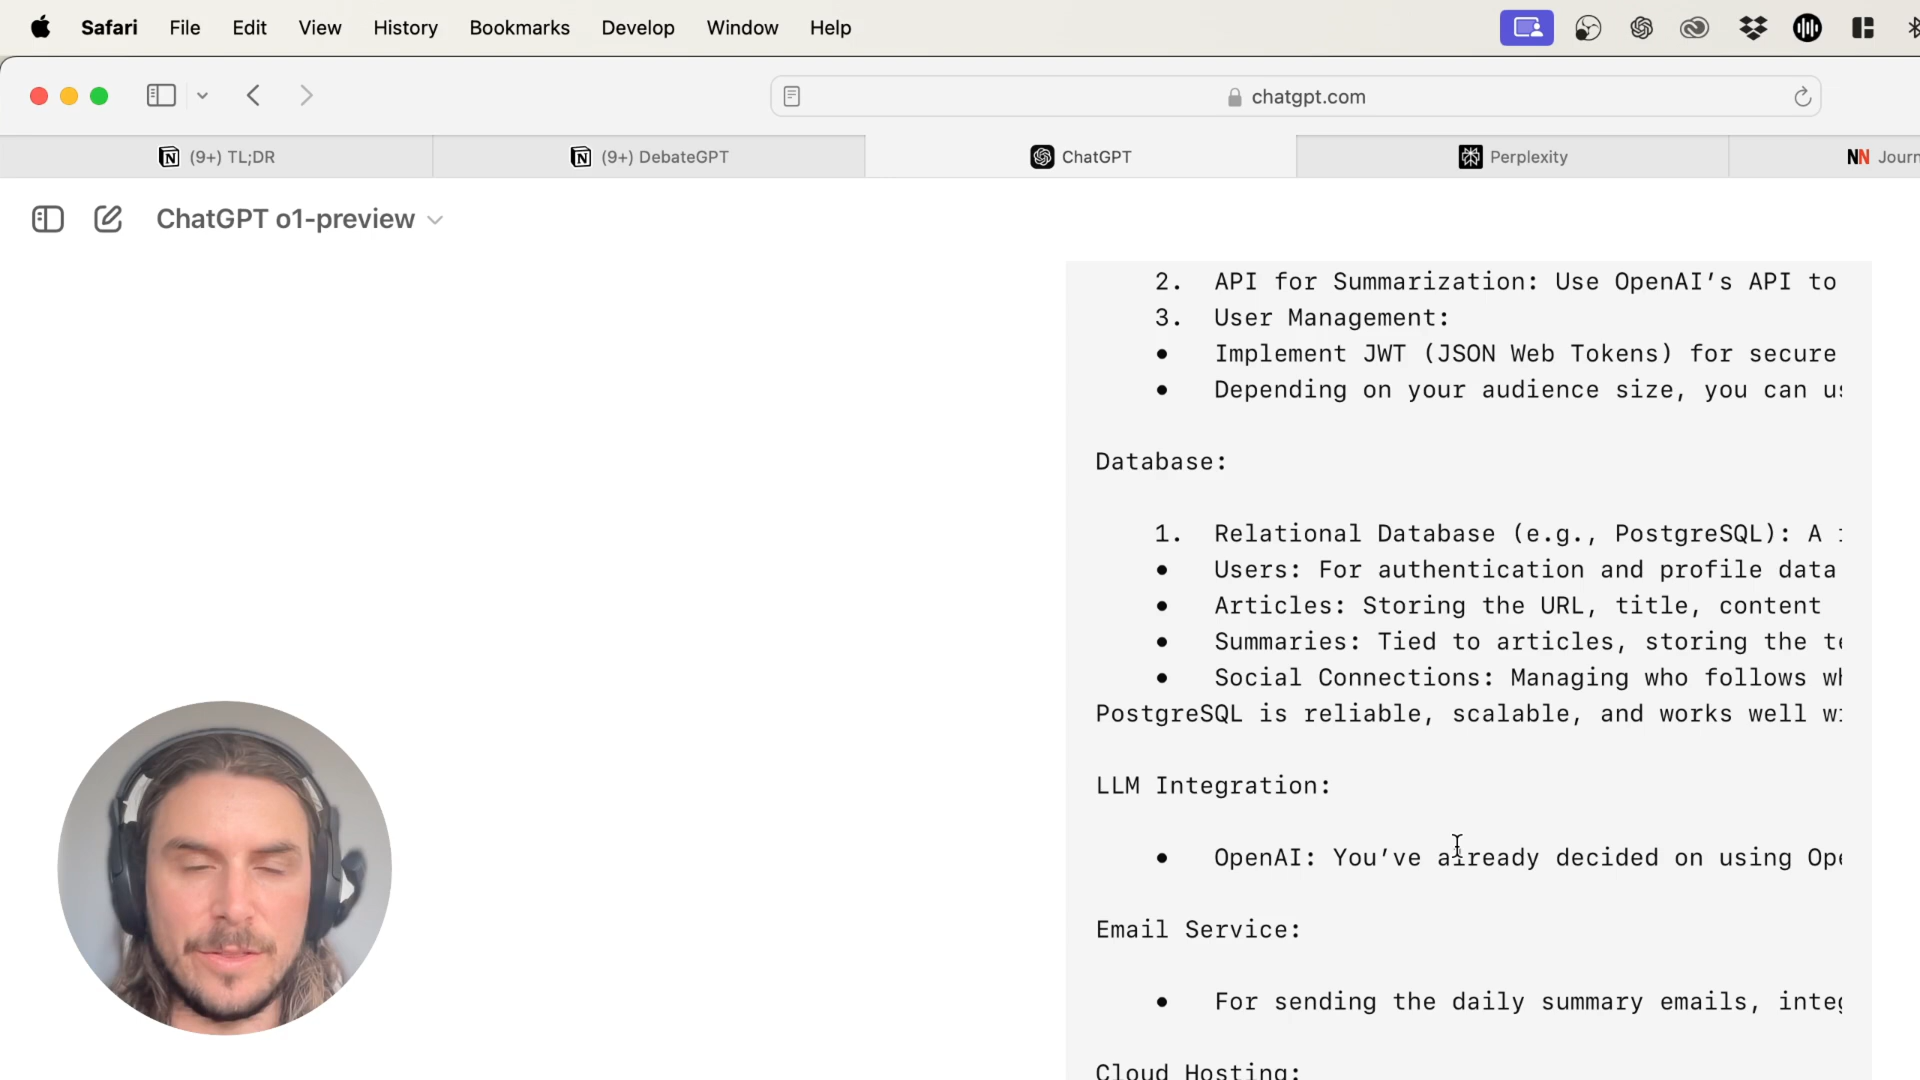 Safari File Edit View History Bookmarks Develop Window Help
chatgpt.com
(9+) TL;DR (9+) DebateGPT ChatGPT Perplexity NN
ChatGPT o1-preview
2. API for Summarization: Use OpenAI’s API to
3. User Management:
• Implement JWT (JSON Web Tokens) for secure
• Depending on your audience size, you can
Database:
1. Relational Database (e.g., PostgreSQL): A
• Users: For authentication and profile data
• Articles: Storing the URL, title, content
• Summaries: Tied to articles, storing the
• Social Connections: Managing who follows
PostgreSQL is reliable, scalable, and works well
LLM Integration:
• OpenAI: You’ve already decided on using
Email Service:
• For sending the daily summary emails,
Cloud Hosting: